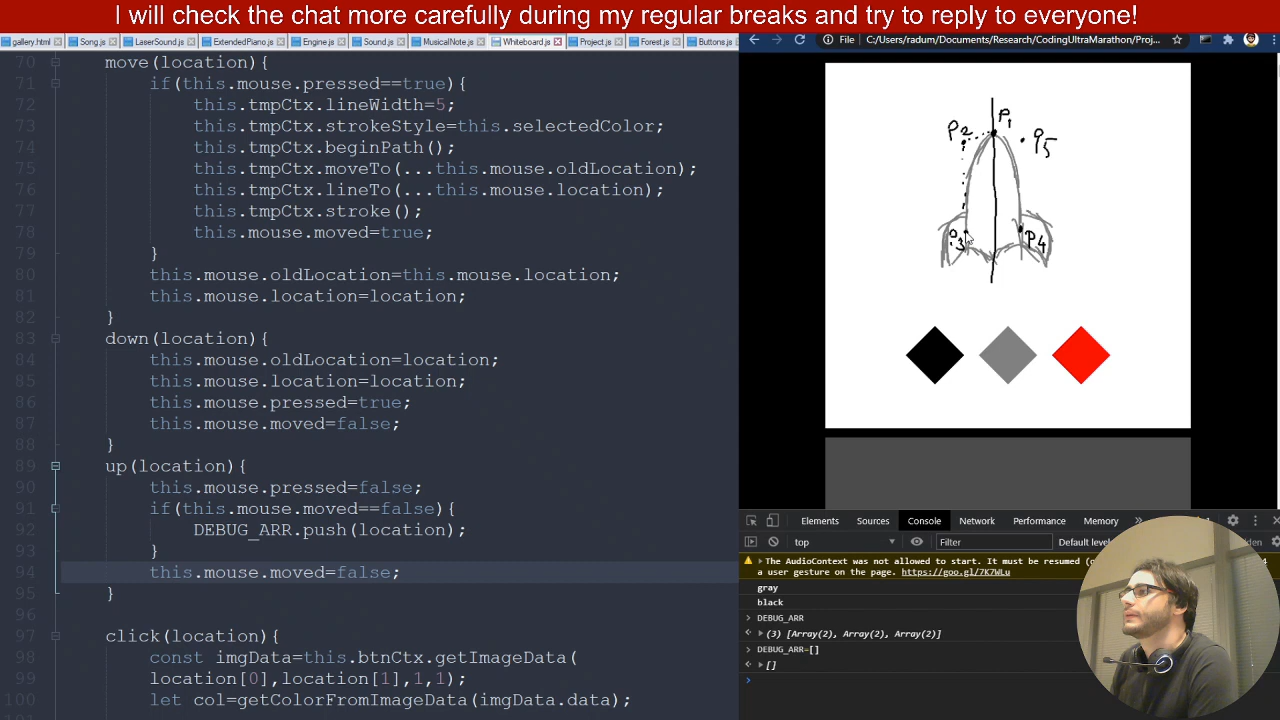 I will check the chat more carefully during my regular breaks and try to reply to everyone!
gallery.html Song.js LaserSound.js ExtendedPiano.js Engine.js Sound.js MusicalNote.js Whiteboard.js Project.js Forest.js Buttons.js
File C:/Users/radum/Documents/Research/CodingUltraMarathon/Proj...
70 move(location){
71 if(this.mouse.pressed==true){
72 this.tmpCtx.lineWidth=5;
73 this.tmpCtx.strokeStyle=this.selectedColor;
74 this.tmpCtx.beginPath();
75 this.tmpCtx.moveTo(...this.mouse.oldLocation);
76 this.tmpCtx.lineTo(...this.mouse.location);
77 this.tmpCtx.stroke();
78 this.mouse.moved=true;
79 }
80 this.mouse.oldLocation=this.mouse.location;
81 this.mouse.location=location;
82 }
83 down(location){
84 this.mouse.oldLocation=location;
85 this.mouse.location=location;
86 this.mouse.pressed=true;
87 this.mouse.moved=false;
88 }
89 up(location){
90 this.mouse.pressed=false;
91 if(this.mouse.moved==false){
92 DEBUG_ARR.push(location);
93 }
94 this.mouse.moved=false;
95 }
96
97 click(location){
98 const imgData=this.btnCtx.getImageData(
99 location[0],location[1],1,1);
100 let col=getColorFromImageData(imgData.data);
P1
P2
P5
P3
P4
Elements Sources Console Network Performance Memory »
top Filter Default
The AudioContext was not allowed to start. It must be resumed
a user gesture on the page. https://goo.gl/7K7WLu
gray
black
DEBUG_ARR
(3) [Array(2), Array(2), Array(2)]
DEBUG_ARR=[]
[]